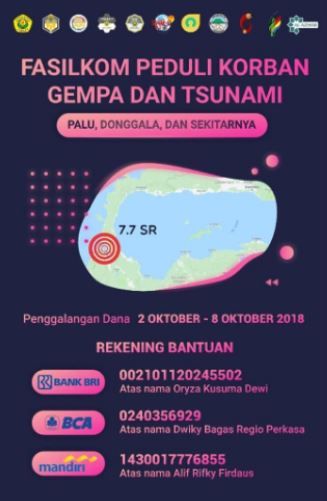 FASILKOM PEDULI KORBAN
GEMPA DAN TSUNAMI
PALU, DONGGALA, DAN SEKITARNYA
7.7 SR
Penggalangan Dana 2 OKTOBER - 8 OKTOBER 2018
REKENING BANTUAN
BANK BRI
002101120245502
Atas nama Oryza Kusuma Dewi
BCA
0240356929
Atas nama Dwiky Bagas Regio Perkasa
mandiri
1430017776855
Atas nama Alif Rifky Firdaus